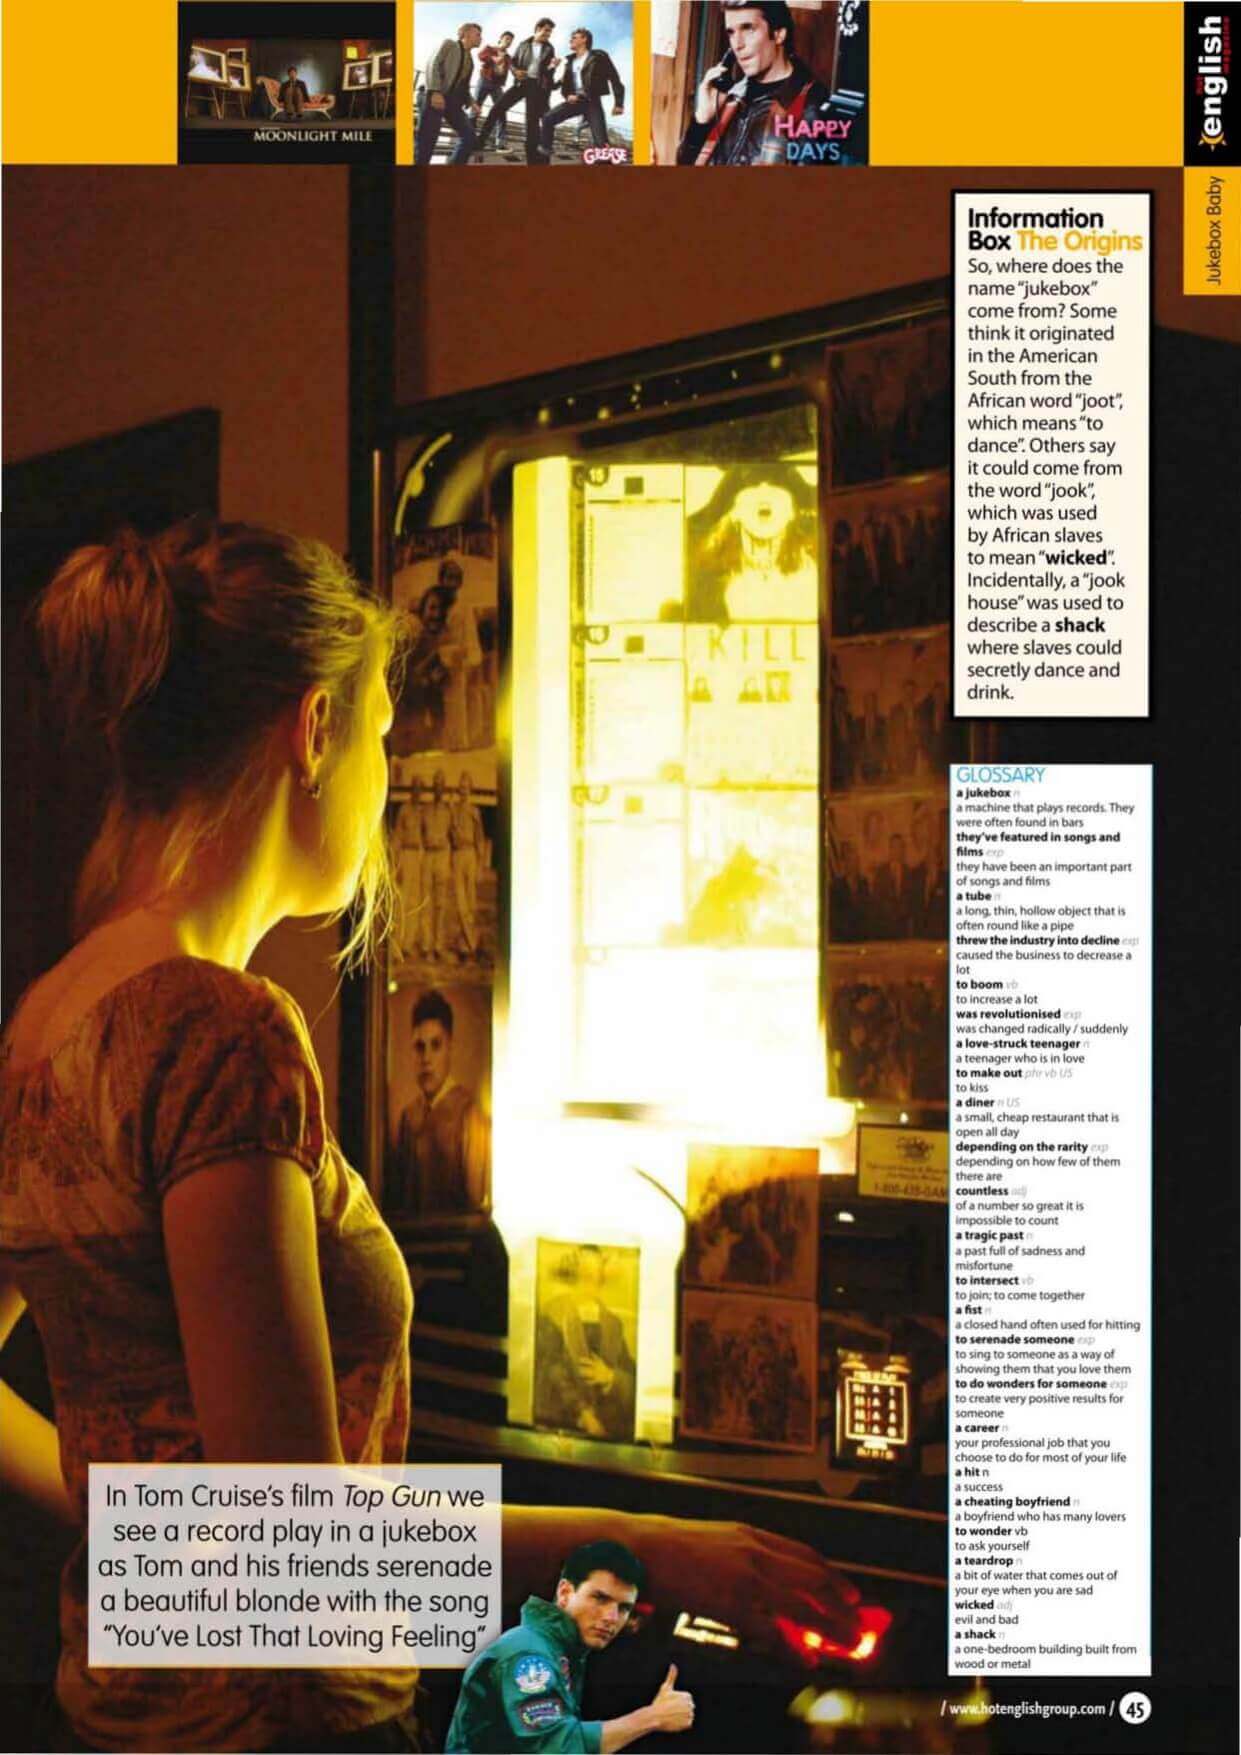 MOONLIGHT MILE
GREASE
HAPPY
DAYS
hot
english
magazine
Jukebox Baby
Information
Box The Origins
So, where does the
name “jukebox”
come from? Some
think it originated
in the American
South from the
African word “joot”,
which means “to
dance”. Others say
it could come from
the word “jook”,
which was used
by African slaves
to mean “wicked”.
Incidentally, a “jook
house” was used to
describe a shack
where slaves could
secretly dance and
drink.
15
16
KILL
GLOSSARY
a jukebox n
a machine that plays records. They
were often found in bars
they’ve featured in songs and
films exp
they have been an important part
of songs and films
a tube n
a long, thin, hollow object that is
often round like a pipe
threw the industry into decline exp
caused the business to decrease a
lot
to boom vb
to increase a lot
was revolutionised exp
was changed radically / suddenly
a love-struck teenager n
a teenager who is in love
to make out phr vb US
to kiss
a diner n US
a small, cheap restaurant that is
open all day
depending on the rarity exp
depending on how few of them
there are
countless adj
of a number so great it is
impossible to count
a tragic past n
a past full of sadness and
misfortune
to intersect vb
to join; to come together
a fist n
a closed hand often used for hitting
to serenade someone exp
to sing to someone as a way of
showing them that you love them
to do wonders for someone exp
to create very positive results for
someone
a career n
your professional job that you
choose to do for most of your life
a hit n
a success
a cheating boyfriend n
a boyfriend who has many lovers
to wonder vb
to ask yourself
a teardrop n
a bit of water that comes out of
your eye when you are sad
wicked adj
evil and bad
a shack n
a one-bedroom building built from
wood or metal
In Tom Cruise’s film Top Gun we
see a record play in a jukebox
as Tom and his friends serenade
a beautiful blonde with the song
“You’ve Lost That Loving Feeling”
/ www.hotenglishgroup.com / 45